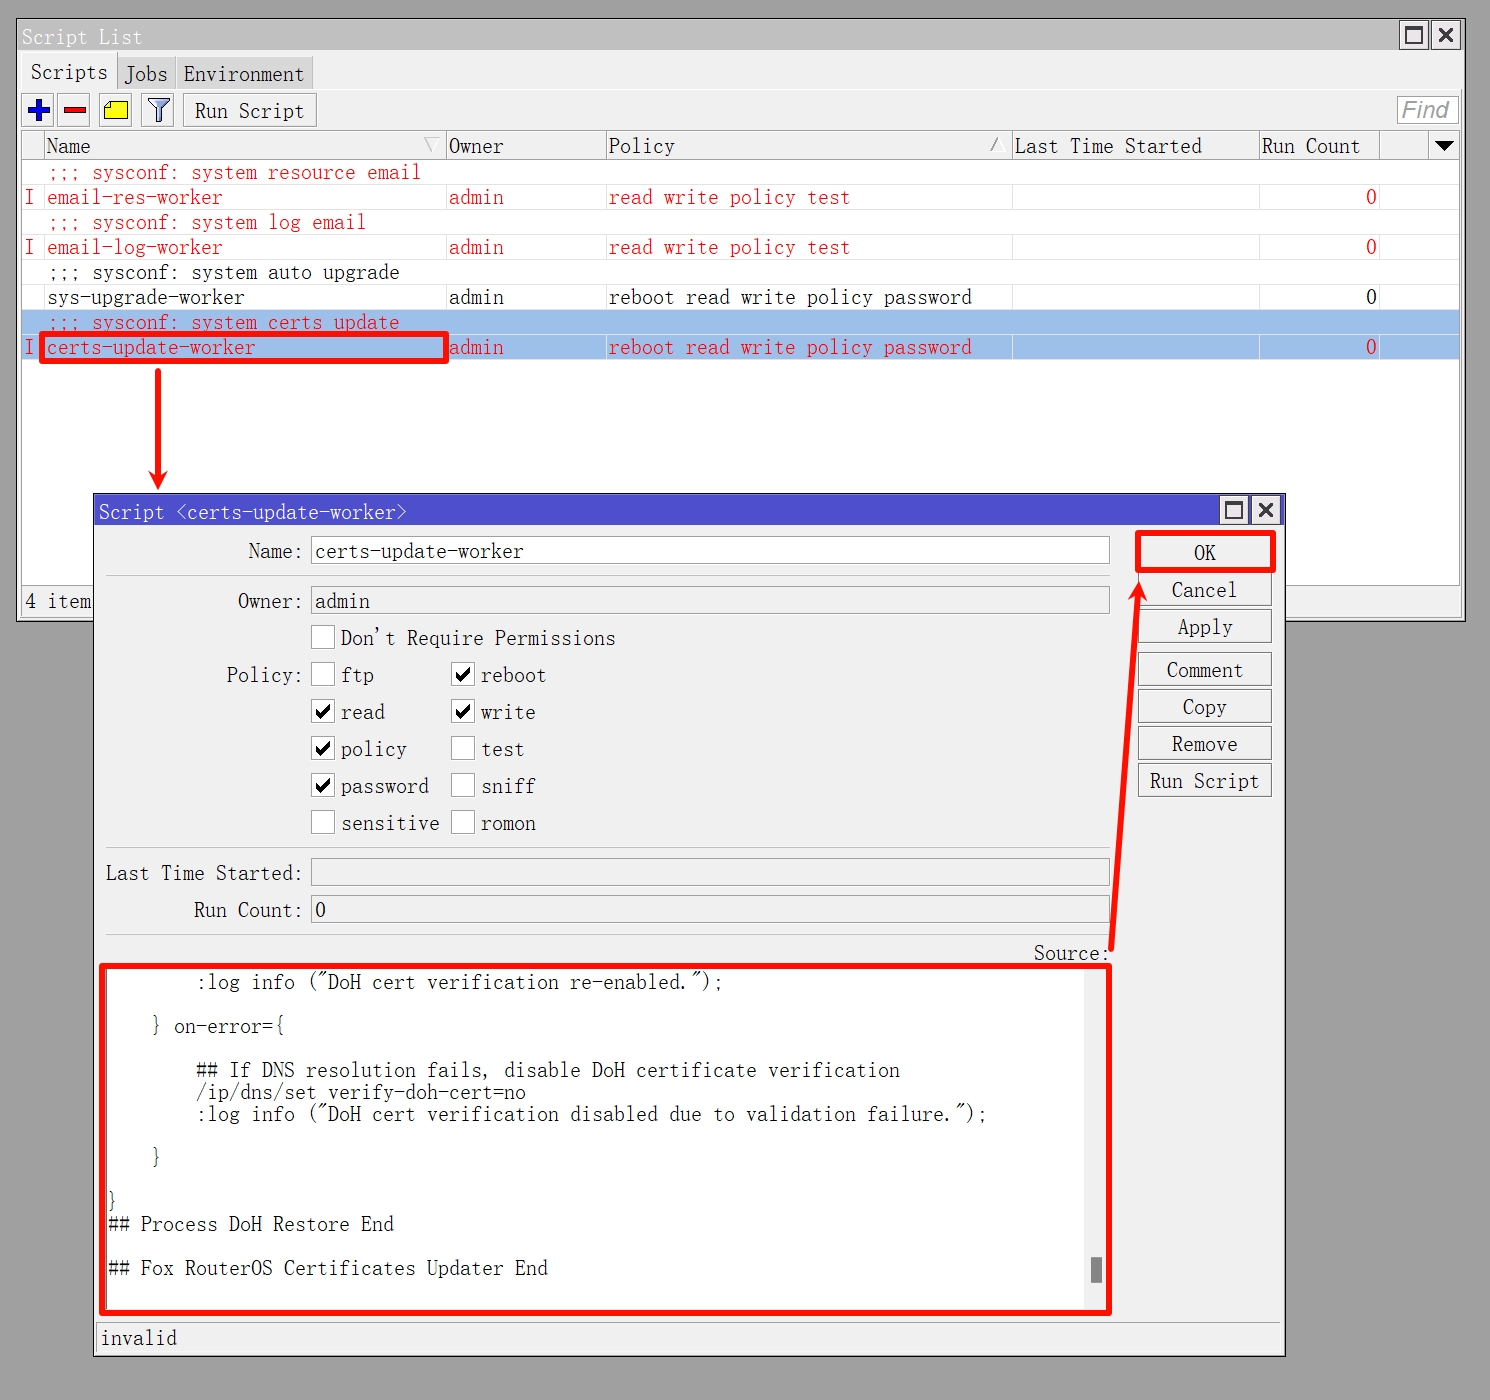 Script List
Scripts Jobs Environment
Run Script Find
Name Owner Policy Last Time Started Run Count
;;; sysconf: system resource email
I email-res-worker admin read write policy test 0
;;; sysconf: system log email
I email-log-worker admin read write policy test 0
;;; sysconf: system auto upgrade
sys-upgrade-worker admin reboot read write policy password 0
;;; sysconf: system certs update
I certs-update-worker admin reboot read write policy password 0
4 item
Script <certs-update-worker>
Name: certs-update-worker
OK
Owner: admin
Cancel
Don't Require Permissions
Apply
Policy: ftp reboot
Comment
read write
Copy
policy test
Remove
password sniff
Run Script
sensitive romon
Last Time Started:
Run Count: 0
Source:
:log info ("DoH cert verification re-enabled.");
} on-error={
## If DNS resolution fails, disable DoH certificate verification
/ip/dns/set verify-doh-cert=no
:log info ("DoH cert verification disabled due to validation failure.");
}
}
## Process DoH Restore End
## Fox RouterOS Certificates Updater End
invalid